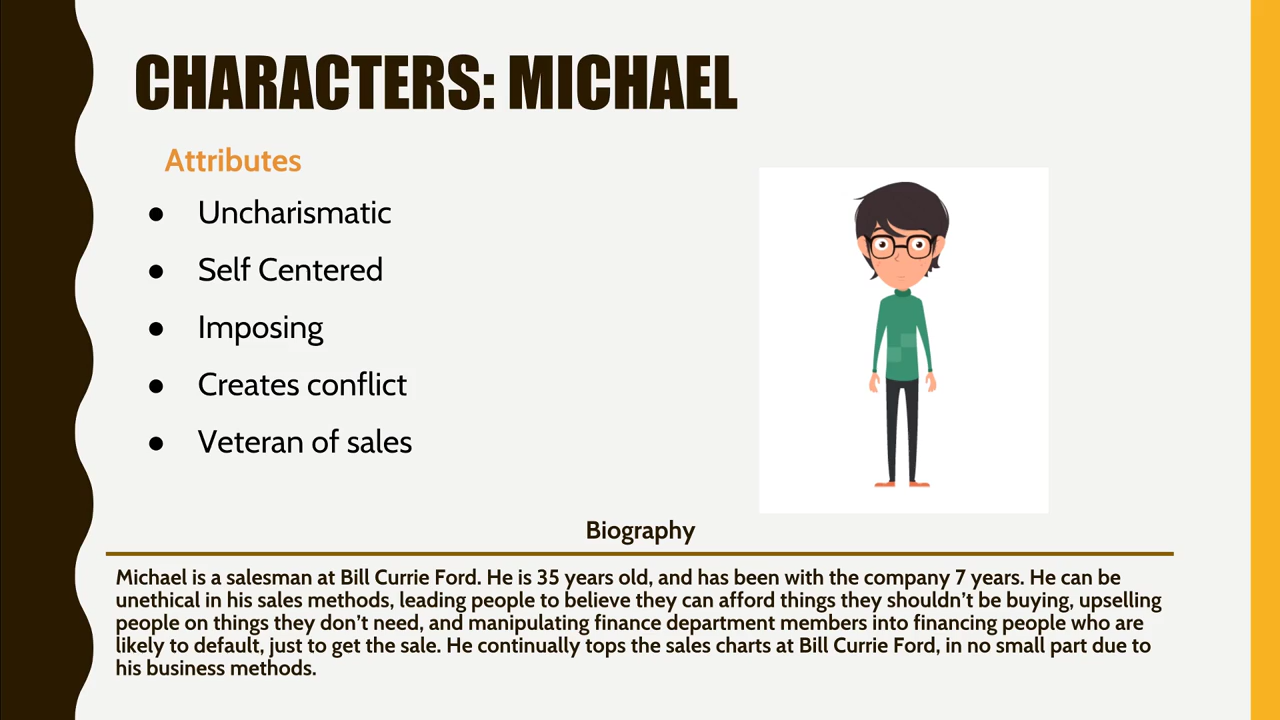 CHARACTERS: MICHAEL
Attributes
● Uncharismatic
● Self Centered
● Imposing
● Creates conflict
● Veteran of sales
Biography
Michael is a salesman at Bill Currie Ford. He is 35 years old, and has been with the company 7 years. He can be
unethical in his sales methods, leading people to believe they can afford things they shouldn't be buying, upselling
people on things they don't need, and manipulating finance department members into financing people who are
likely to default, just to get the sale. He continually tops the sales charts at Bill Currie Ford, in no small part due to
his business methods.